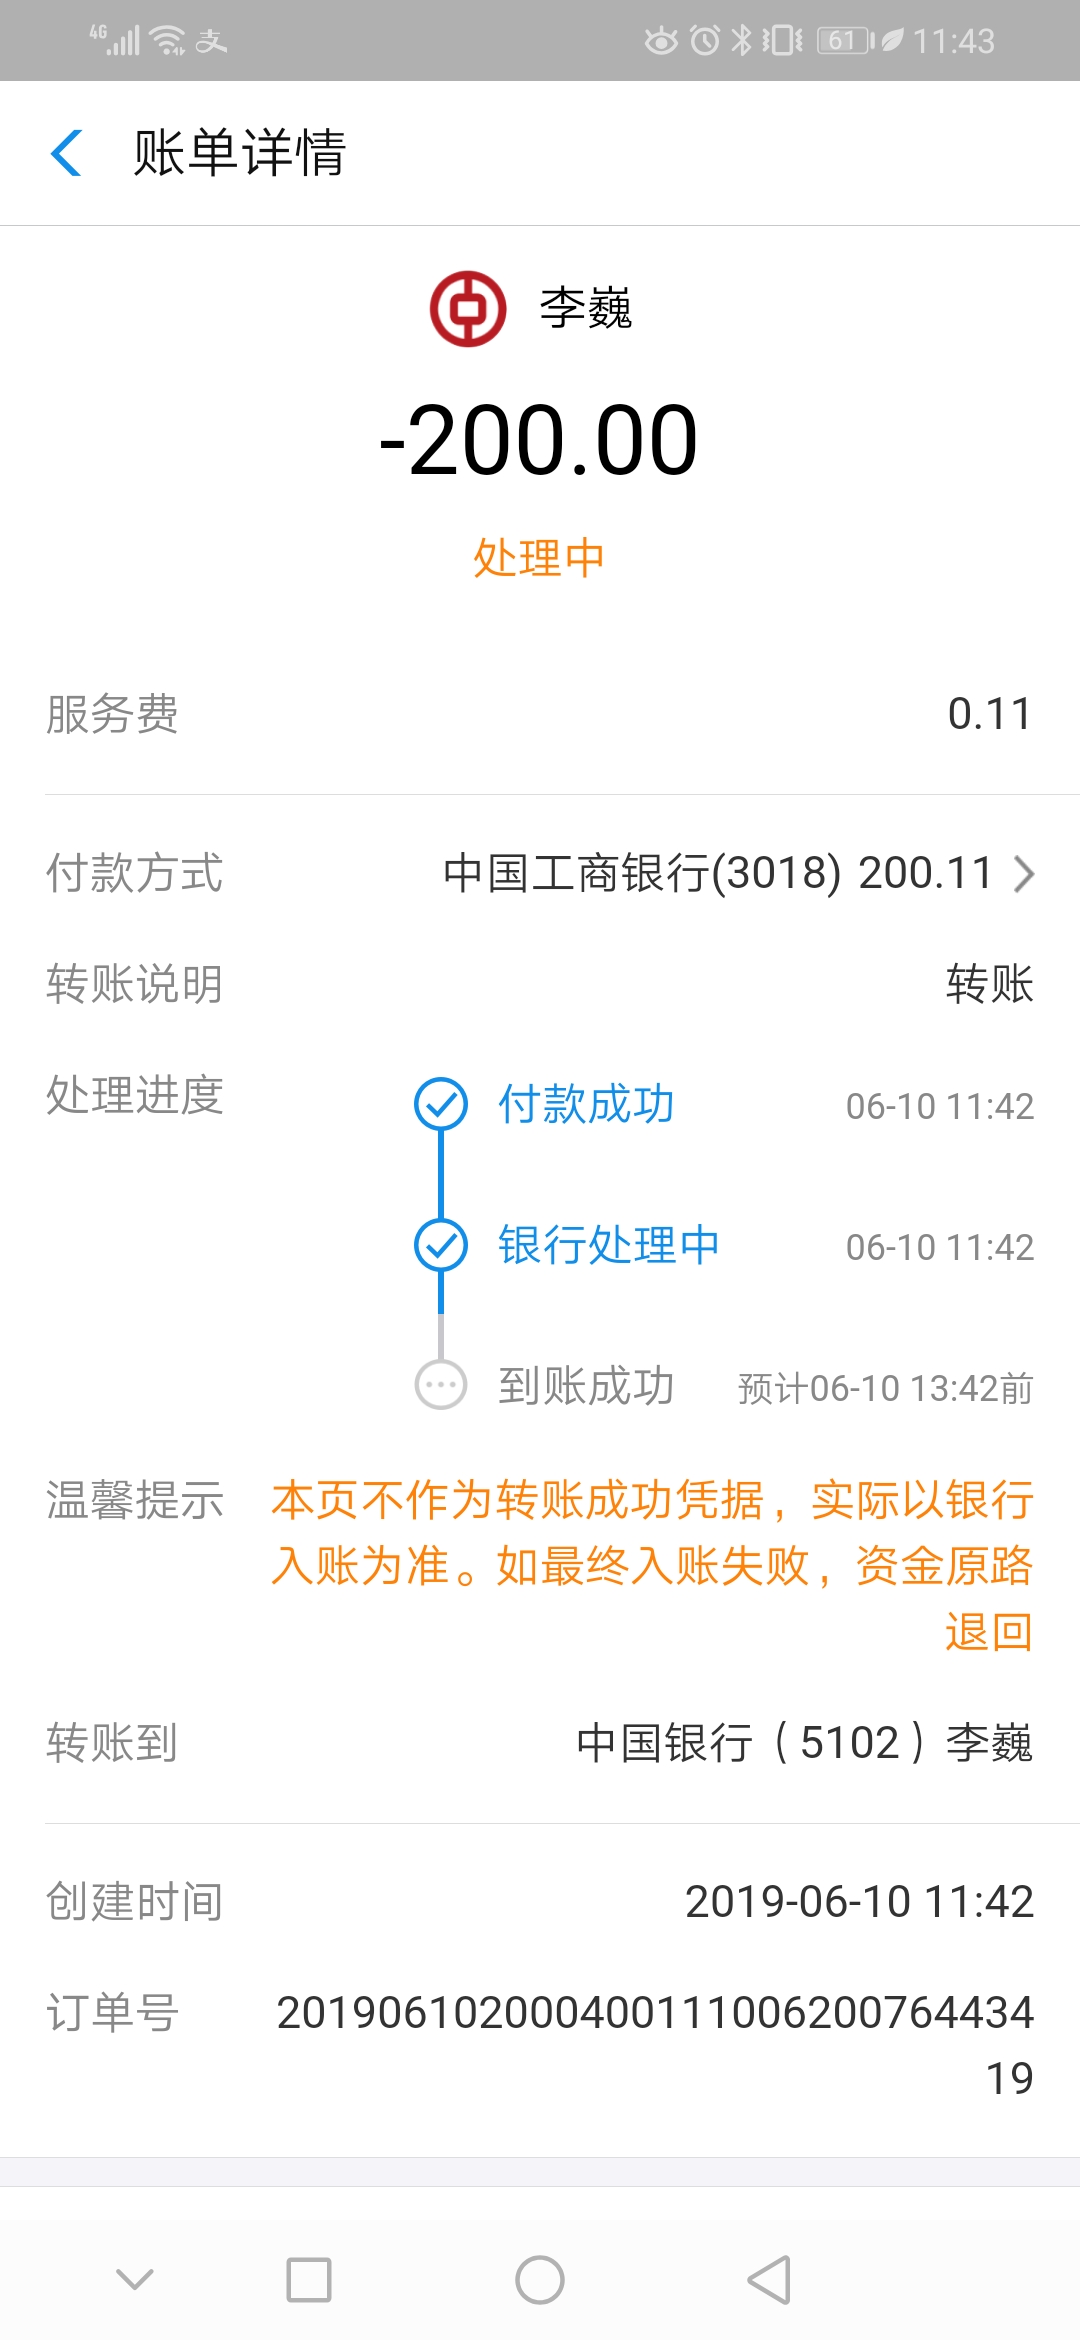 4G 支 61 11:43
账单详情
李巍
-200.00
处理中
服务费 0.11
付款方式 中国工商银行(3018) 200.11
转账说明 转账
处理进度 付款成功 06-10 11:42
银行处理中 06-10 11:42
到账成功 预计06-10 13:42前
温馨提示 本页不作为转账成功凭据，实际以银行
入账为准。如最终入账失败，资金原路
退回
转账到 中国银行（5102）李巍
创建时间 2019-06-10 11:42
订单号 201906102000400111006200764434
19